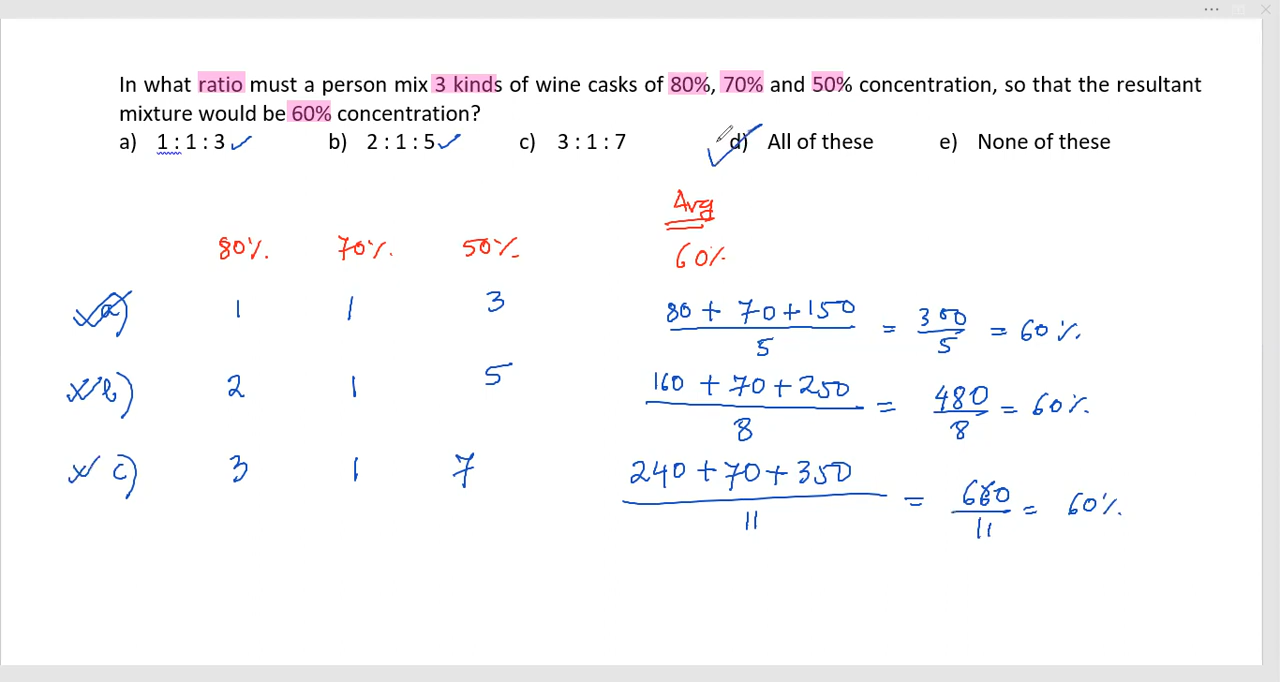 In what ratio must a person mix 3 kinds of wine casks of 80%, 70% and 50% concentration, so that the resultant
mixture would be 60% concentration?
a) 1 : 1 : 3 b) 2 : 1 : 5 c) 3 : 1 : 7 d) All of these e) None of these
Avg
80% 70% 50% 60%
a) 1 1 3 80 + 70 + 150 / 5 = 300 / 5 = 60%
b) 2 1 5 160 + 70 + 250 / 8 = 480 / 8 = 60%
c) 3 1 7 240 + 70 + 350 / 11 = 660 / 11 = 60%